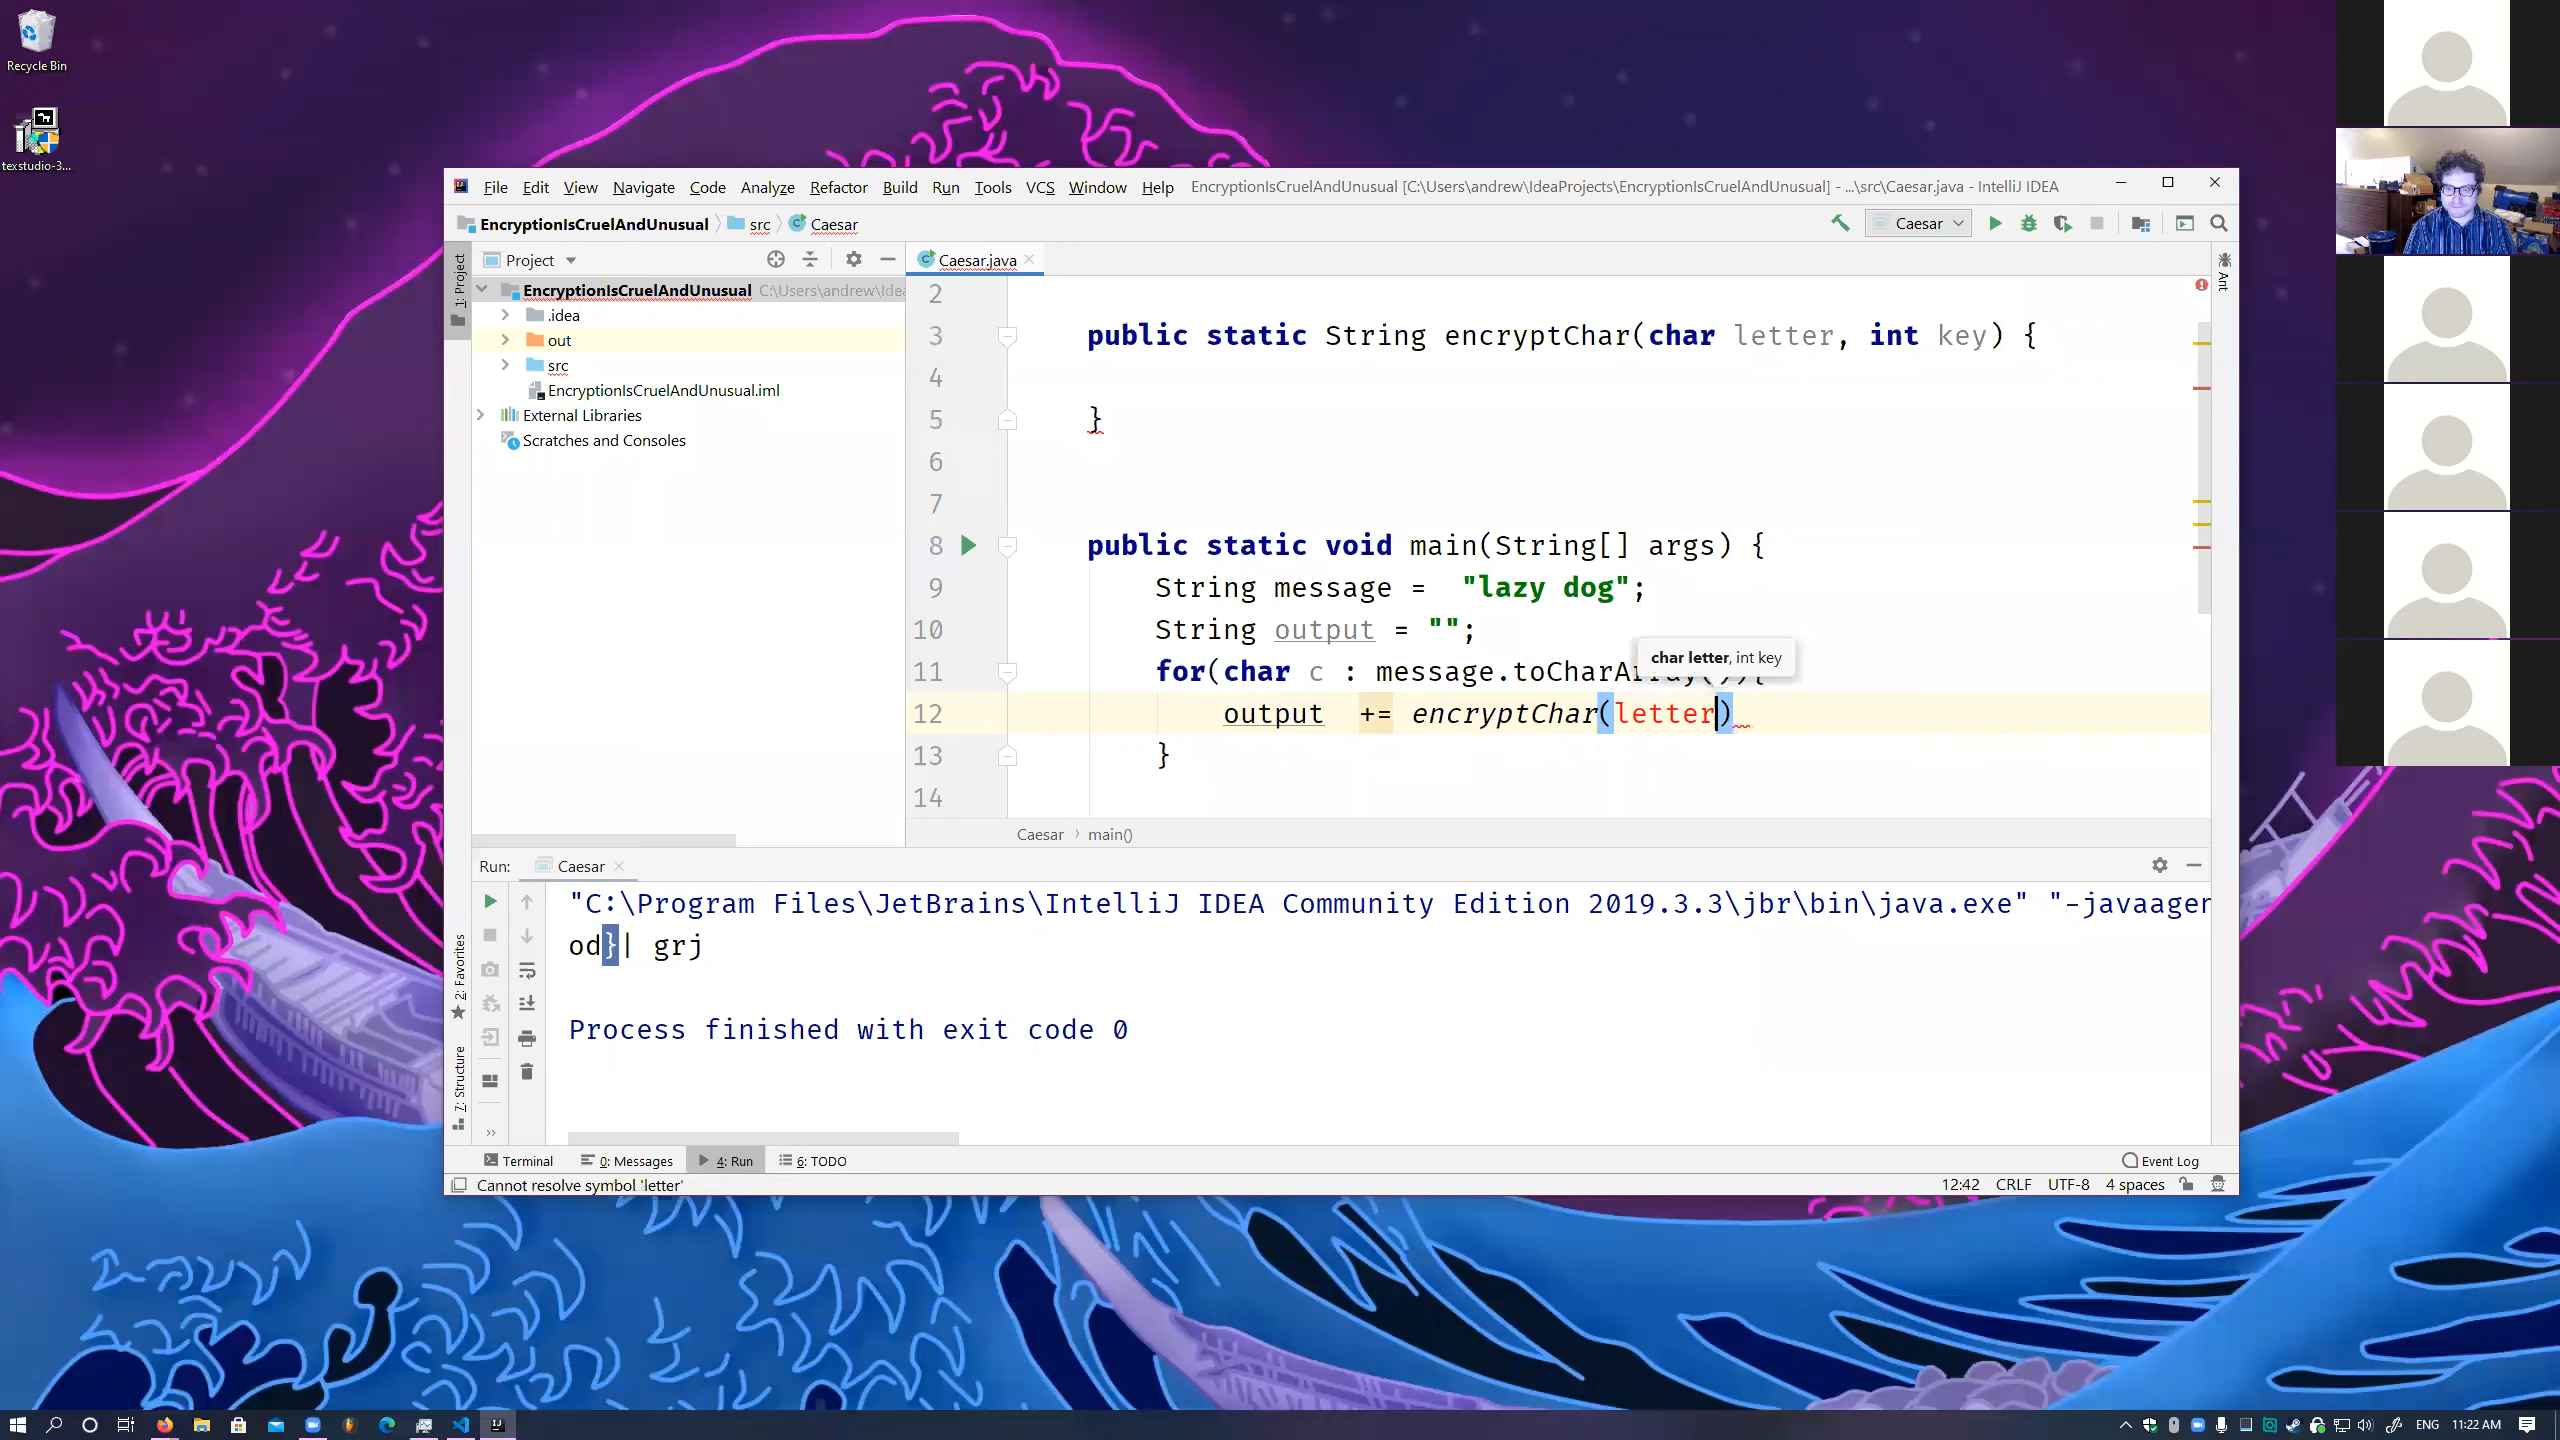 Recycle Bin
texstudio-3...
File Edit View Navigate Code Analyze Refactor Build Run Tools VCS Window Help EncryptionIsCruelAndUnusual [C:\Users\andrew\IdeaProjects\EncryptionIsCruelAndUnusual] - ...\src\Caesar.java - IntelliJ IDEA
EncryptionIsCruelAndUnusual src Caesar
Caesar
1: Project
Project
Caesar.java
Ant
EncryptionIsCruelAndUnusual C:\Users\andrew\Idea
.idea
out
src
EncryptionIsCruelAndUnusual.iml
External Libraries
Scratches and Consoles
2
3 public static String encryptChar(char letter, int key) {
4
5 }
6
7
8 public static void main(String[] args) {
9 String message =  "lazy dog";
10 String output = "";
char letter, int key
11 for(char c : message.toCharArray()){
12 output  += encryptChar(letter)
13 }
14
Caesar main()
Run: Caesar
"C:\Program Files\JetBrains\IntelliJ IDEA Community Edition 2019.3.3\jbr\bin\java.exe" "-javaagen
od}| grj
Process finished with exit code 0
2: Favorites
7: Structure
Terminal 0: Messages 4: Run 6: TODO Event Log
Cannot resolve symbol 'letter' 12:42 CRLF UTF-8 4 spaces
ENG 11:22 AM